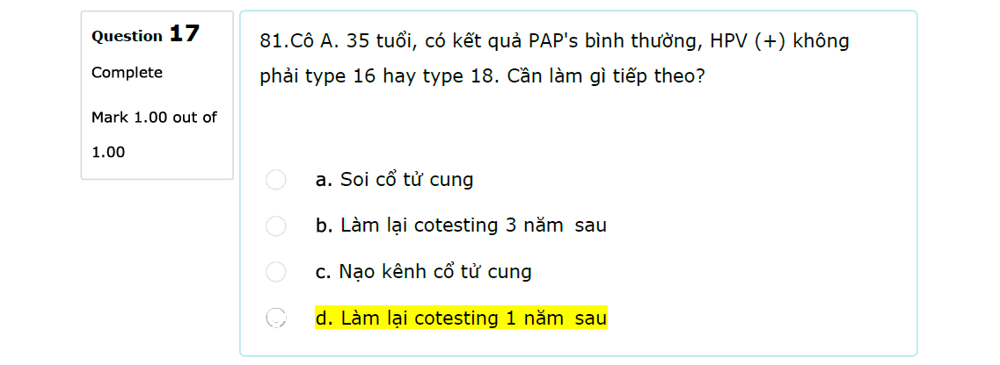 Question 17
Complete
Mark 1.00 out of
1.00
81.Cô A. 35 tuổi, có kết quả PAP's bình thường, HPV (+) không
phải type 16 hay type 18. Cần làm gì tiếp theo?
a. Soi cổ tử cung
b. Làm lại cotesting 3 năm sau
c. Nạo kênh cổ tử cung
d. Làm lại cotesting 1 năm sau